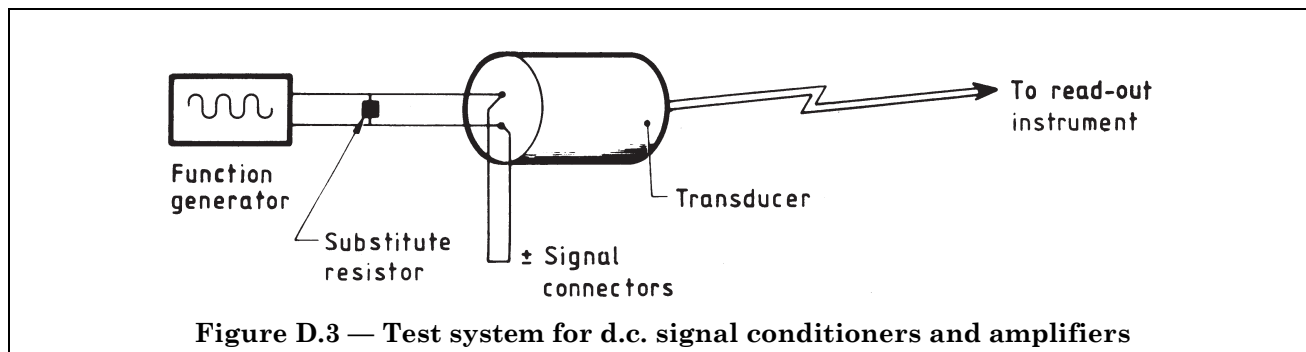 To read-out
instrument
Function
generator
Transducer
Substitute
resistor
± Signal
connectors
Figure D.3 — Test system for d.c. signal conditioners and amplifiers